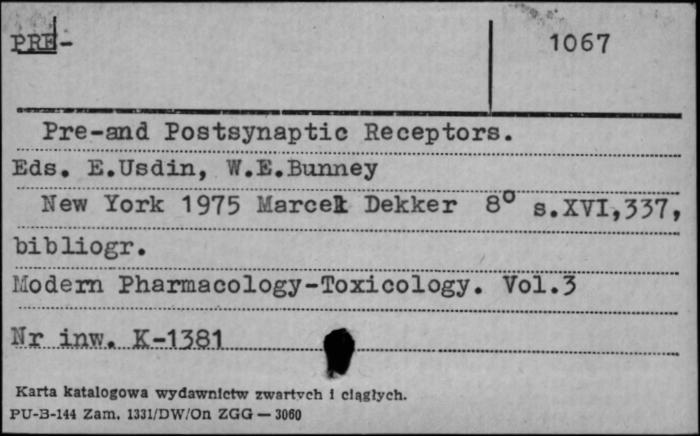 PRE-
1067
Pre-and Postsynaptic Receptors.
Eds. E.Usdin, W.E.Bunney
New York 1975 Marcel Dekker 8° s.XVI,337,
bibliogr.
Modern Pharmacology-Toxicology. Vol.3
Nr inw. K-1381
Karta katalogowa wydawnictw zwartych i ciągłych.
PU-B-144 Zam. 1331/DW/On ZGG — 3060